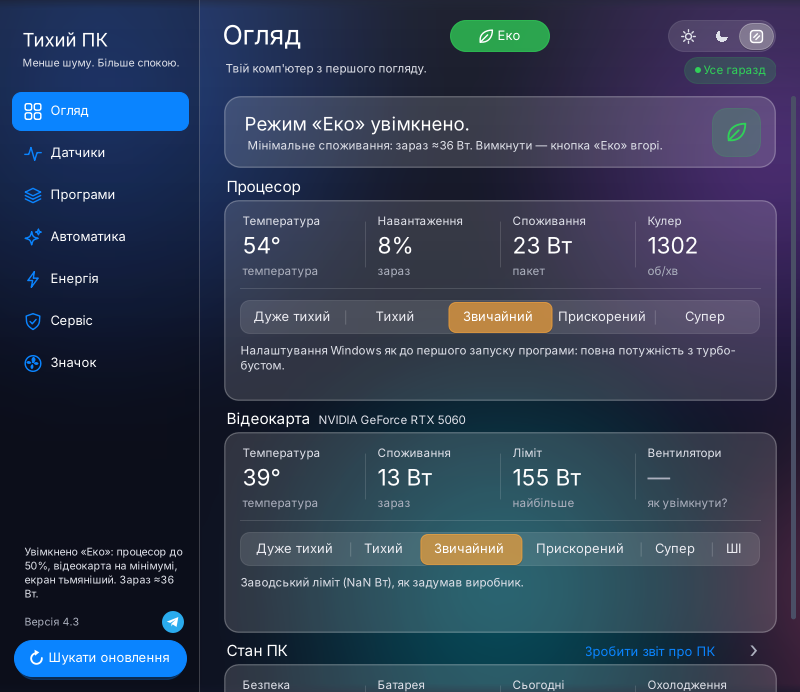 Тихий ПК
Менше шуму. Більше спокою.
Огляд
Датчики
Програми
Автоматика
Енергія
Сервіс
Значок
Увімкнено «Еко»: процесор до
50%, відеокарта на мінімумі,
екран тьмяніший. Зараз ≈36
Вт.
Версія 4.3
Шукати оновлення
Огляд
Еко
Твій комп'ютер з першого погляду.
Усе гаразд
Режим «Еко» увімкнено.
Мінімальне споживання: зараз ≈36 Вт. Вимкнути — кнопка «Еко» вгорі.
Процесор
Температура Навантаження Споживання Кулер
54° 8% 23 Вт 1302
температура зараз пакет об/хв
Дуже тихий Тихий Звичайний Прискорений Супер
Налаштування Windows як до першого запуску програми: повна потужність з турбо-
бустом.
Відеокарта NVIDIA GeForce RTX 5060
Температура Споживання Ліміт Вентилятори
39° 13 Вт 155 Вт —
температура зараз найбільше як увімкнути?
Дуже тихий Тихий Звичайний Прискорений Супер ШІ
Заводський ліміт (NaN Вт), як задумав виробник.
Стан ПК Зробити звіт про ПК
Безпека Батарея Сьогодні Охолодження